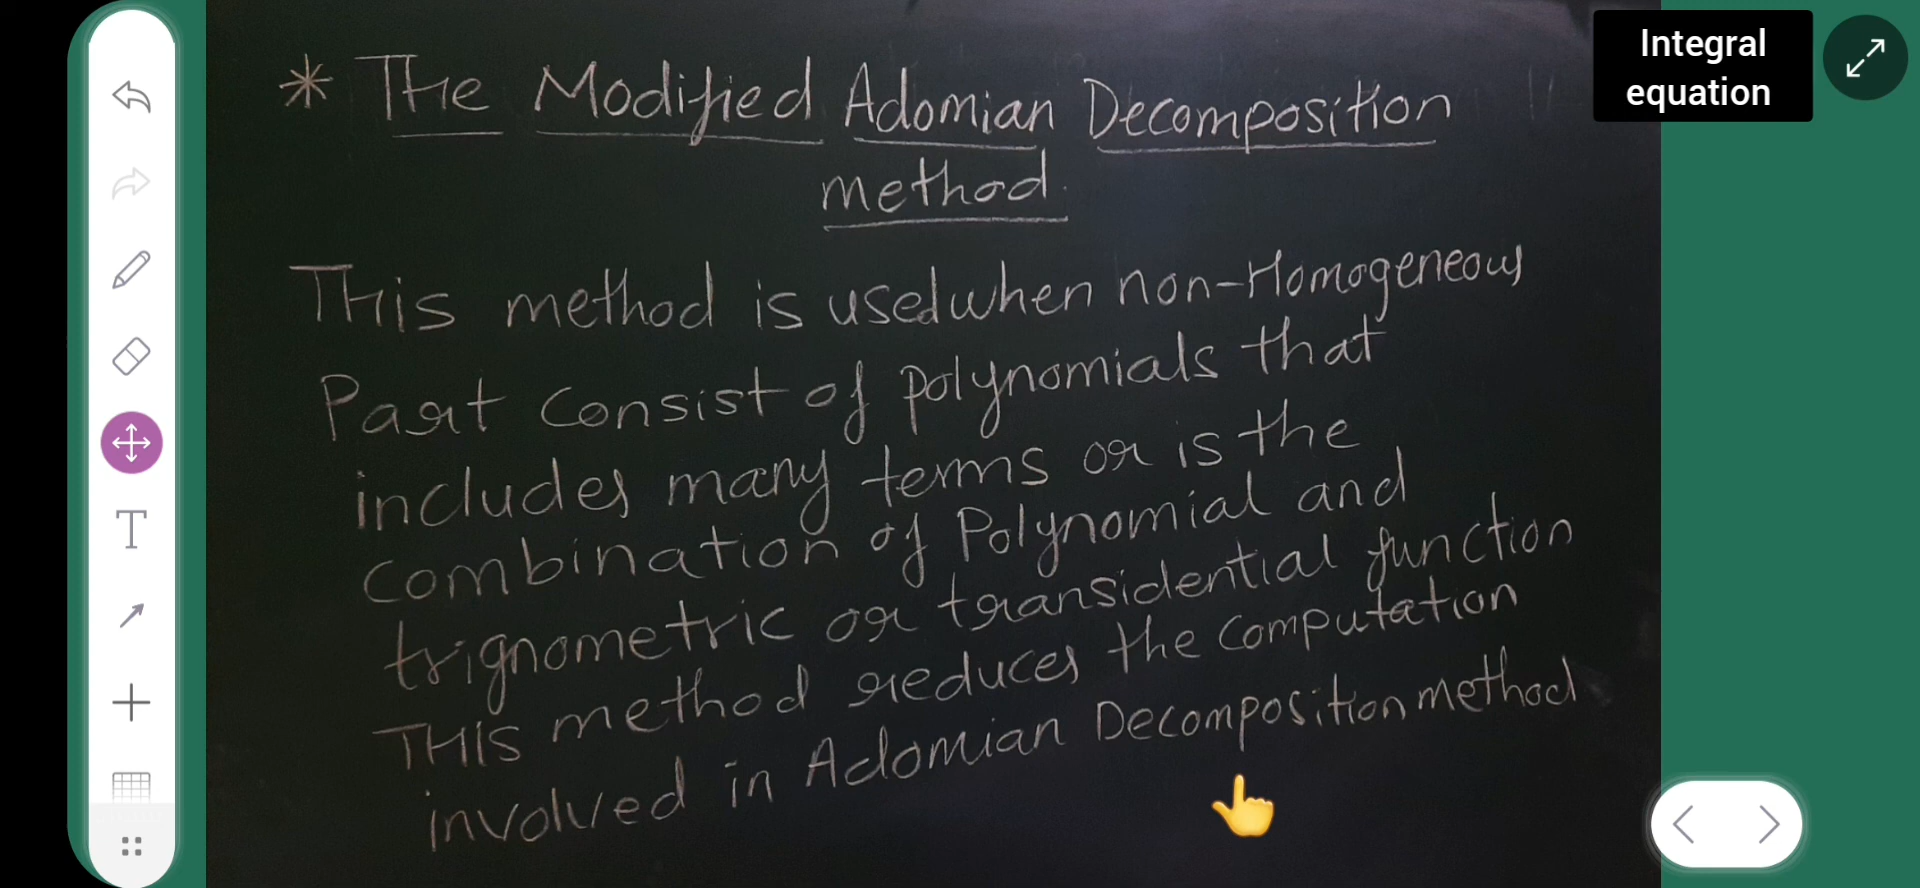 Integral
equation
* The Modified Adomian Decomposition
method.
This method is used when non-Homogeneous
Part consist of polynomials that
includes many terms or is the
combination of Polynomial and
trignometric or transidential function
THis method reduces the computation
involved in Adomian Decomposition method
T